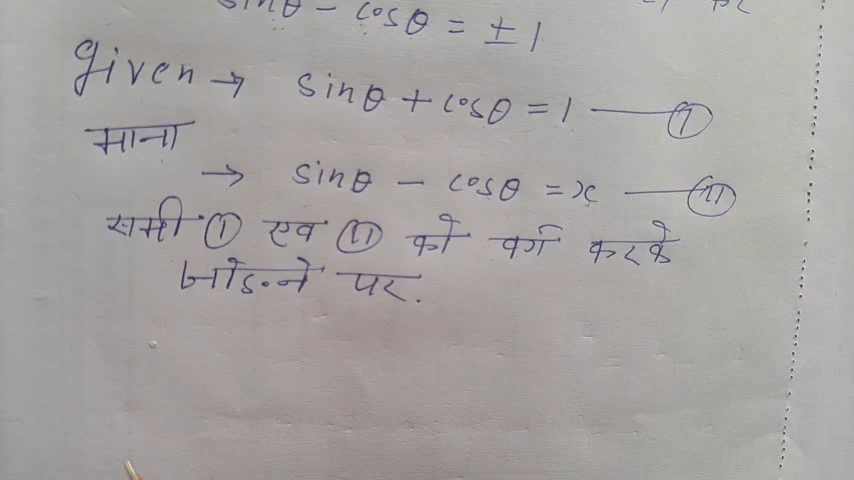 sinθ - cosθ = ± 1
Given → sinθ + cosθ = 1 —— I
माना
→ sinθ - cosθ = x —— II
समी I एव II को वर्ग करके
जोड़ने पर.